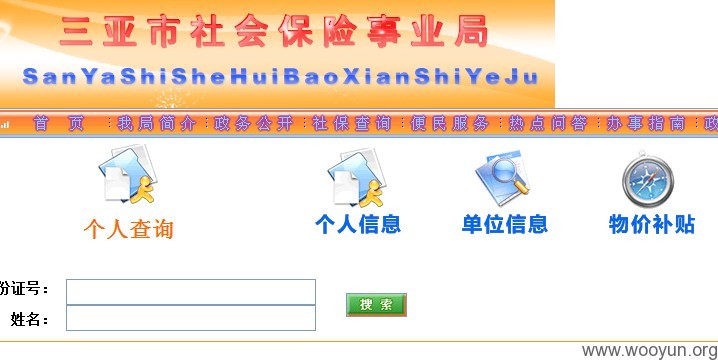 三亚市社会保险事业局
SanYaShiSheHuiBaoXianShiYeJu
首 页 我局简介 政务公开 社保查询 便民服务 热点问答 办事指南 政
个人查询 个人信息 单位信息 物价补贴
份证号：
搜 索
姓名：
www.wooyun.org